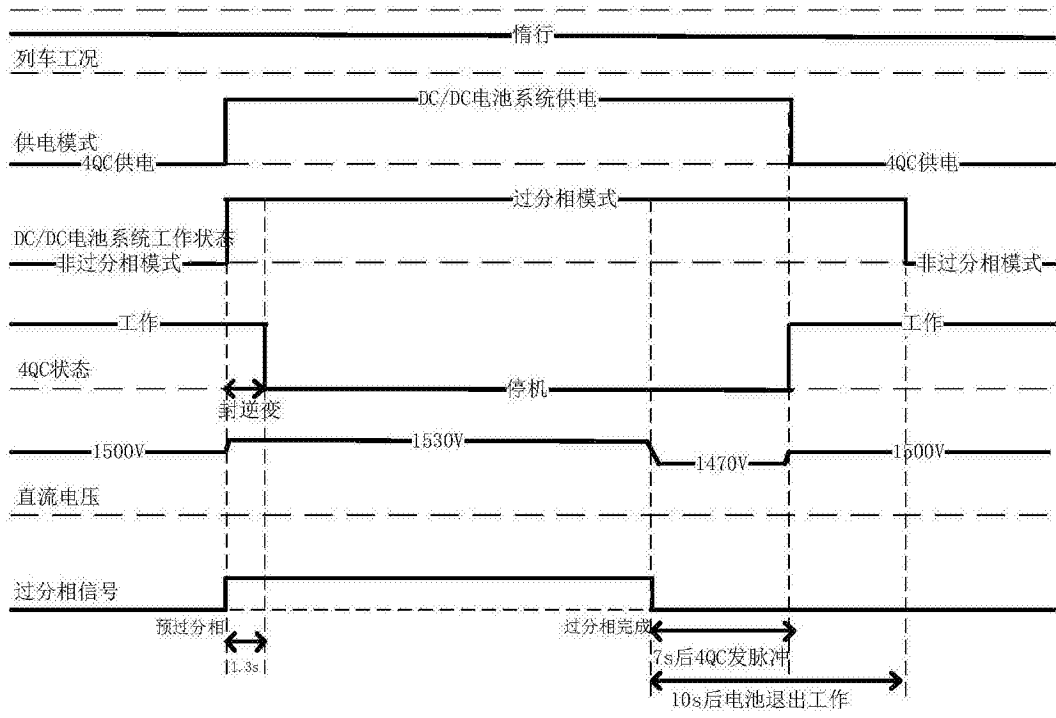 惰行
列车工况
DC/DC电池系统供电
供电模式
4QC供电
4QC供电
过分相模式
DC/DC电池系统工作状态
非过分相模式
非过分相模式
工作
工作
4QC状态
停机
封逆变
1500V
1530V
1470V
1500V
直流电压
过分相信号
预过分相
过分相完成
1.3s
7s后4QC发脉冲
10s后电池退出工作